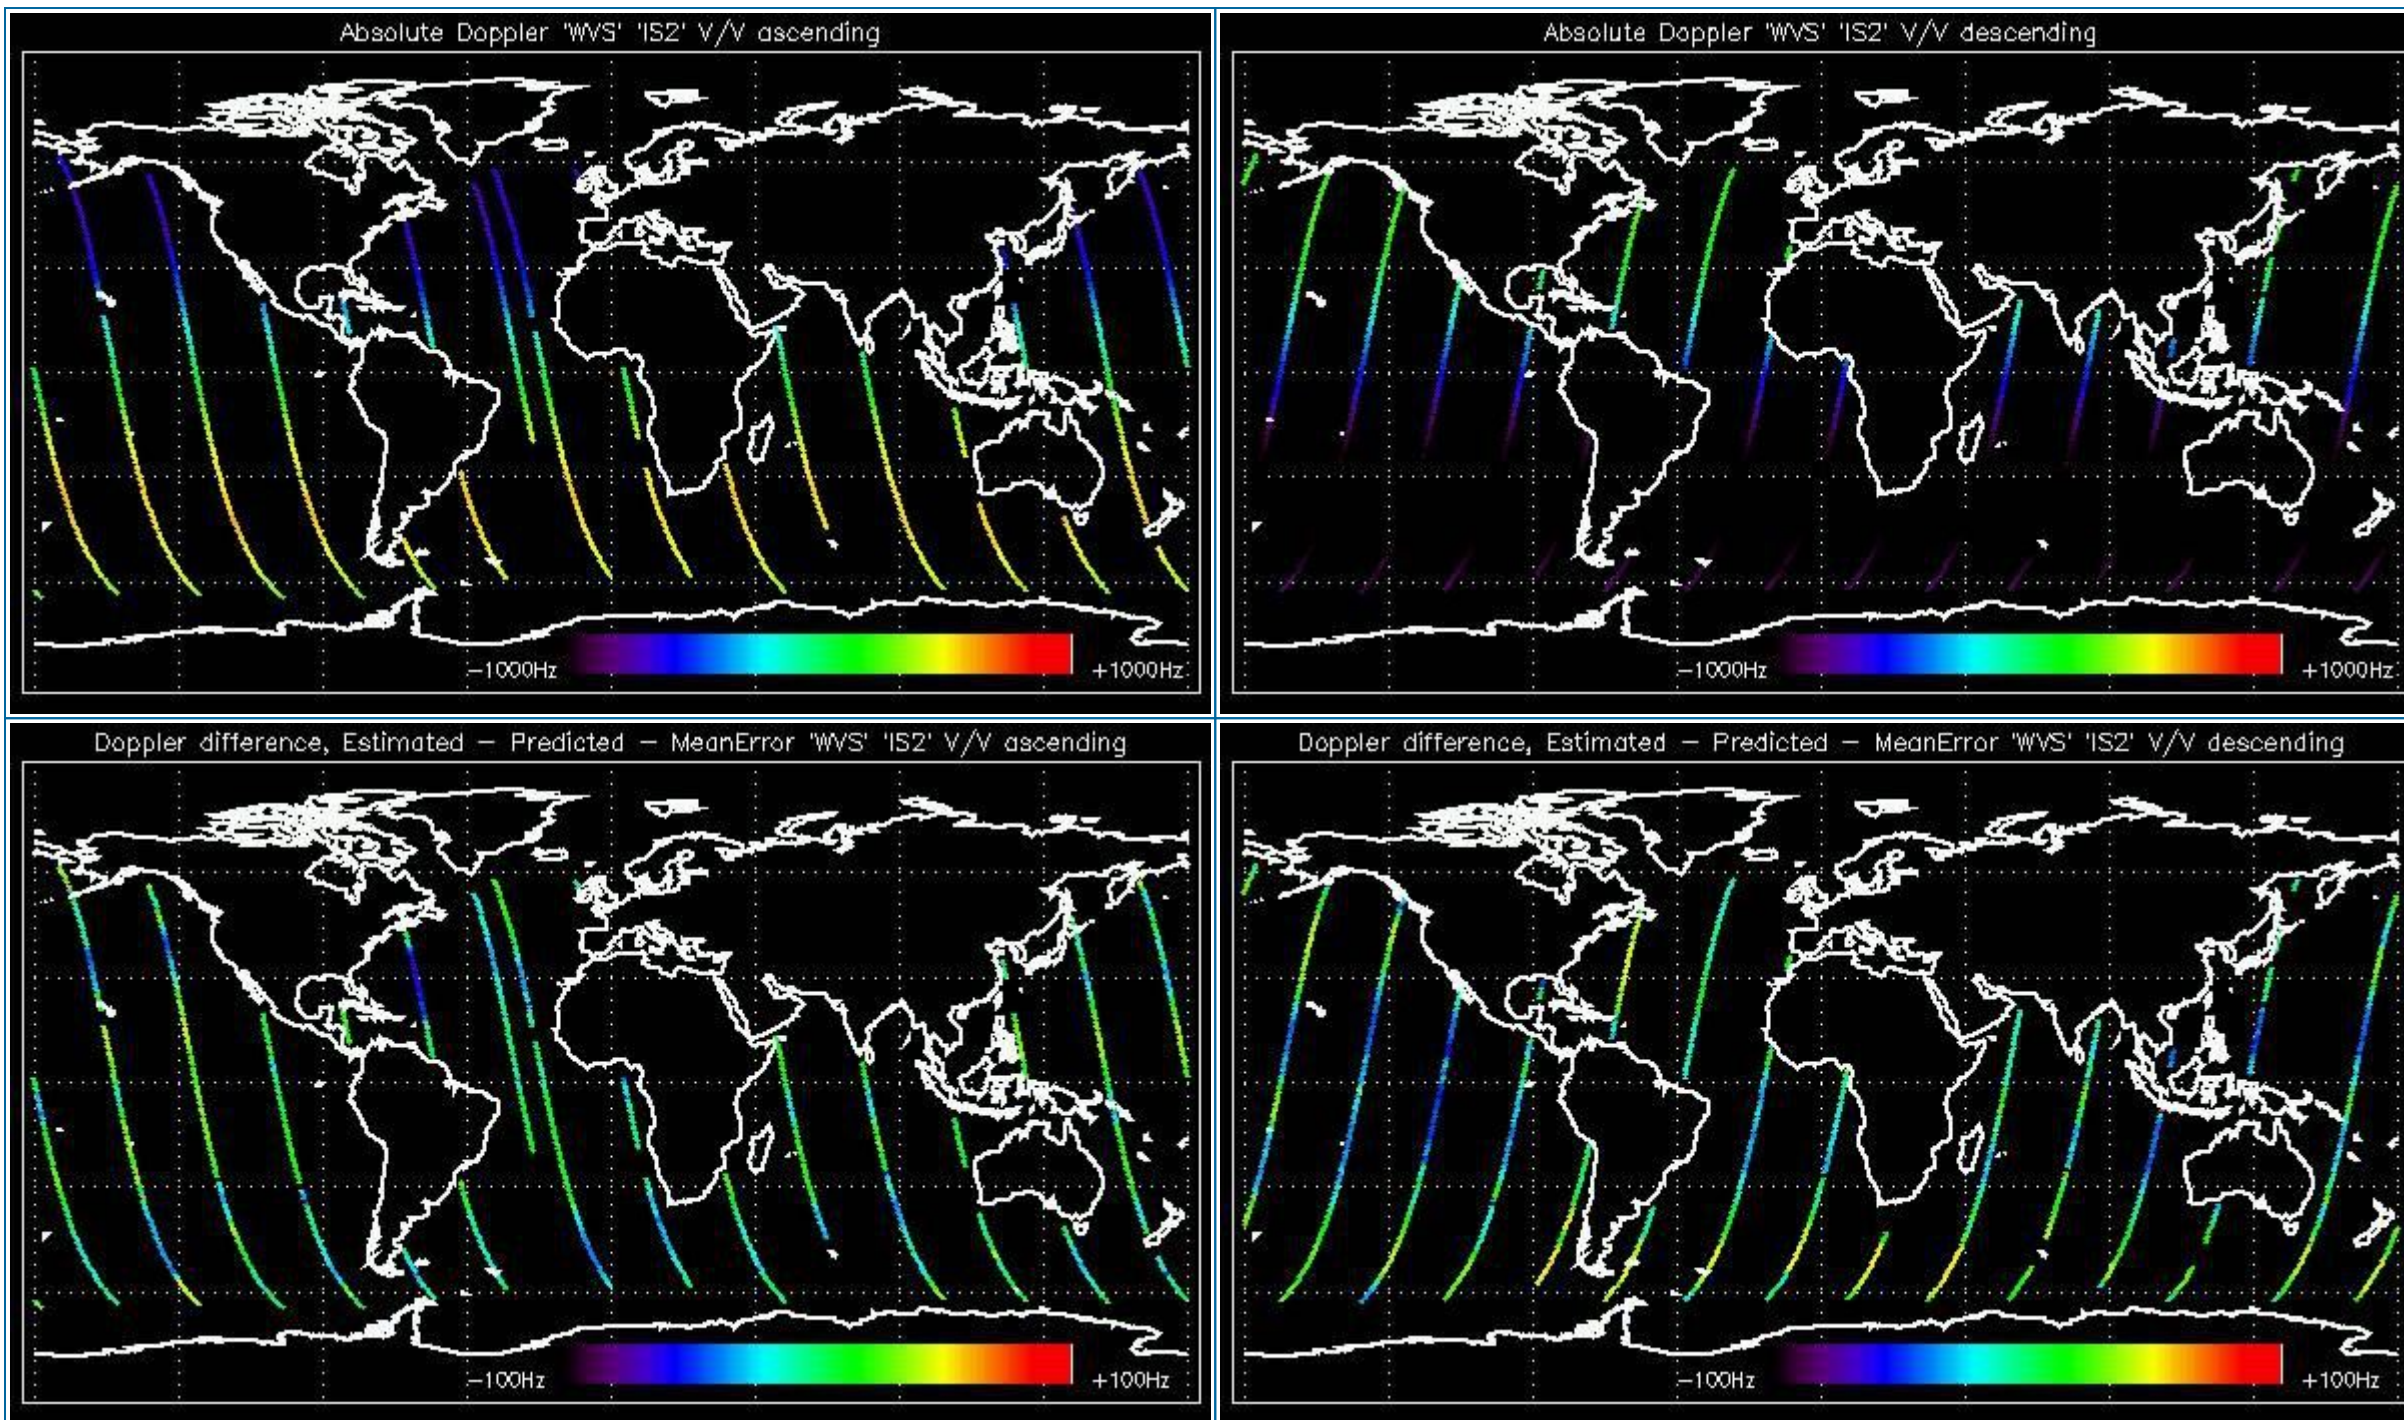 Absolute Doppler 'WVS' 'IS2' V/V ascending
-1000Hz
+1000Hz
Absolute Doppler 'WVS' 'IS2' V/V descending
-1000Hz
+1000Hz
Doppler difference, Estimated - Predicted - MeanError 'WVS' 'IS2' V/V ascending
-100Hz
+100Hz
Doppler difference, Estimated - Predicted - MeanError 'WVS' 'IS2' V/V descending
-100Hz
+100Hz